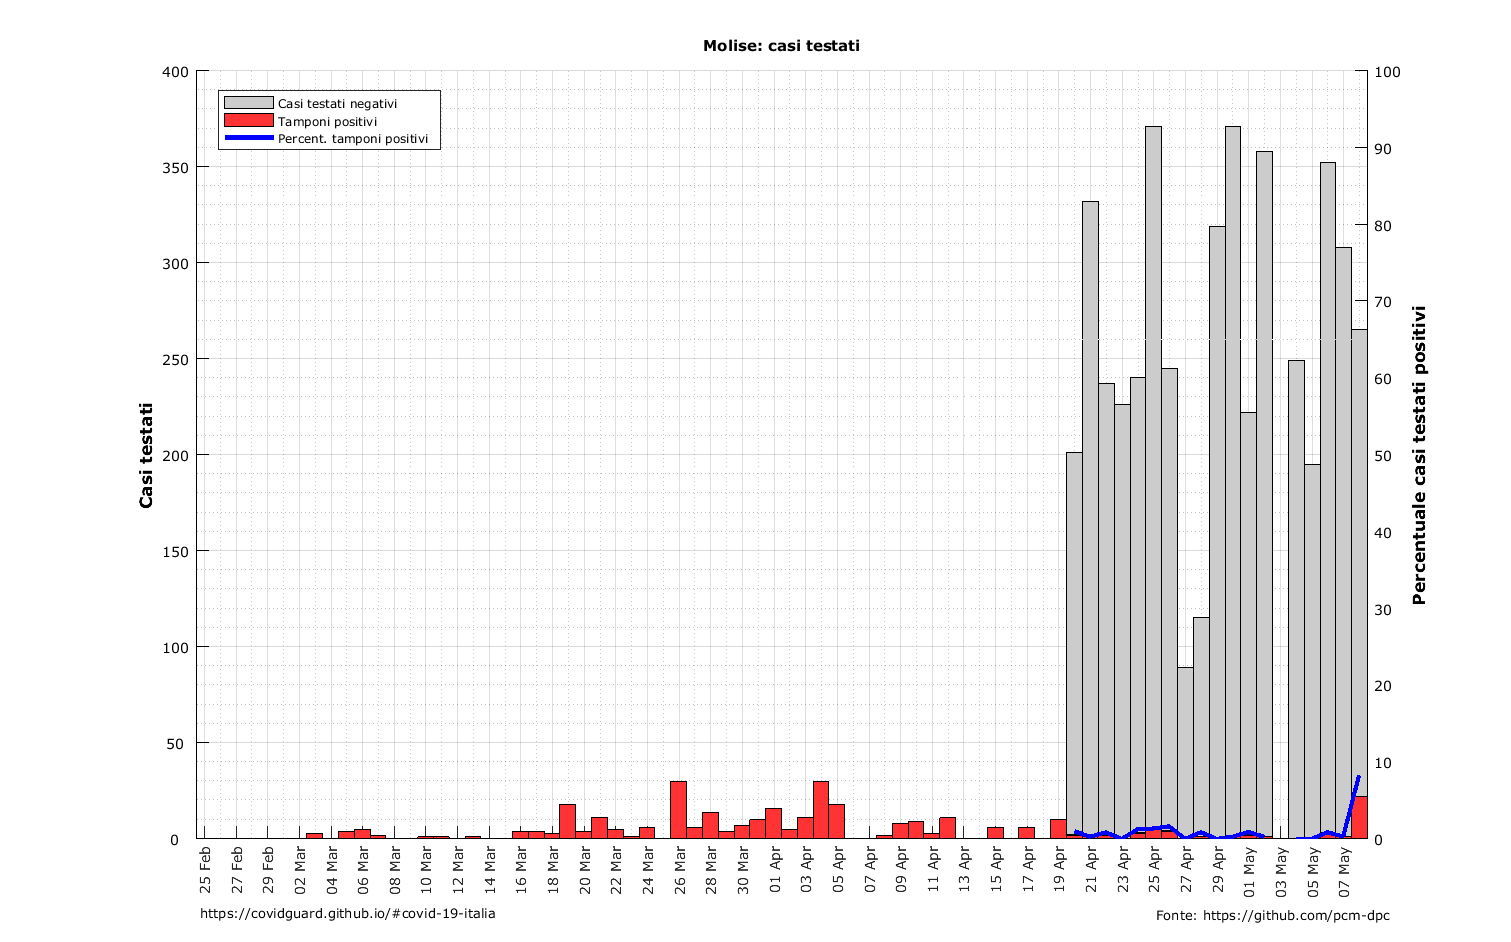 Molise: casi testati
Casi testati negativi
Tamponi positivi
Percent. tamponi positivi
Casi testati
400
350
300
250
200
150
100
50
0
100
90
80
70
60
50
40
30
20
10
0
Percentuale casi testati positivi
25 Feb
27 Feb
29 Feb
02 Mar
04 Mar
06 Mar
08 Mar
10 Mar
12 Mar
14 Mar
16 Mar
18 Mar
20 Mar
22 Mar
24 Mar
26 Mar
28 Mar
30 Mar
01 Apr
03 Apr
05 Apr
07 Apr
09 Apr
11 Apr
13 Apr
15 Apr
17 Apr
19 Apr
21 Apr
23 Apr
25 Apr
27 Apr
29 Apr
01 May
03 May
05 May
07 May
https://covidguard.github.io/#covid-19-italia
Fonte: https://github.com/pcm-dpc